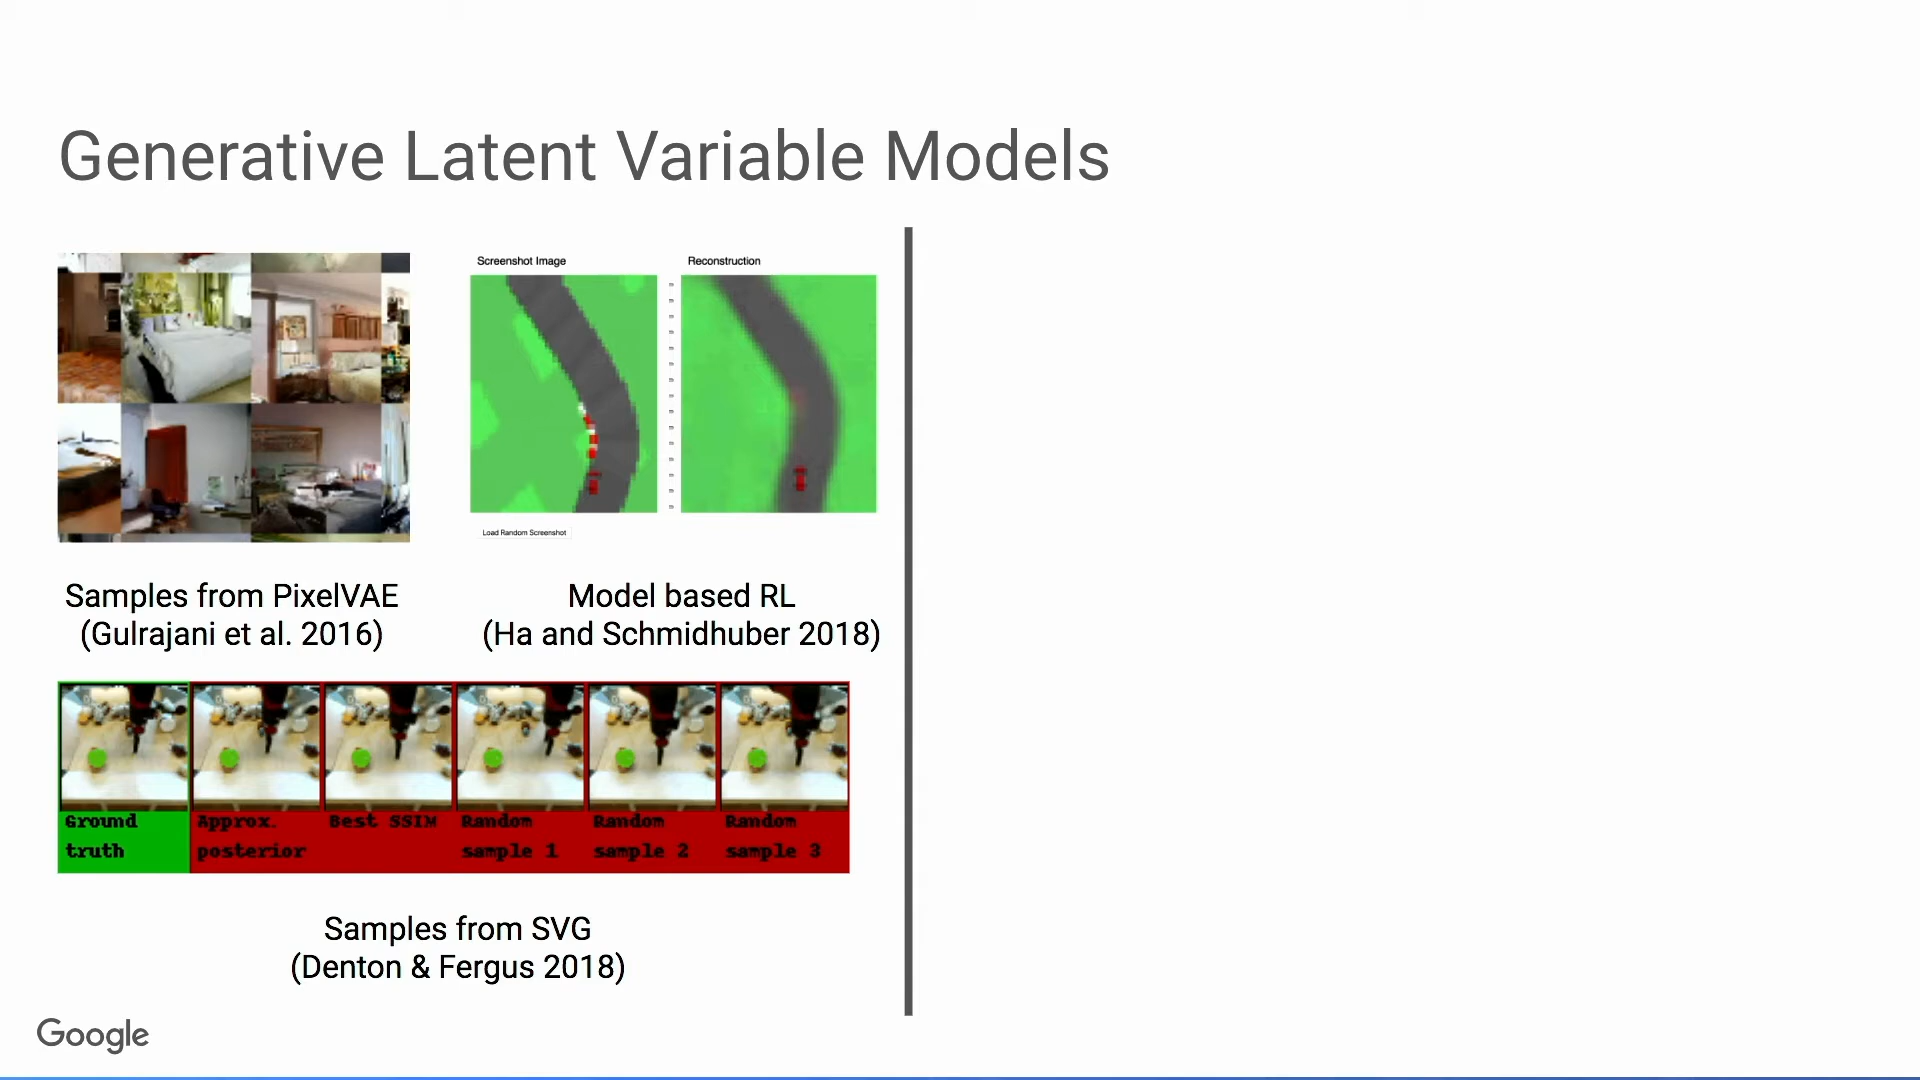 Generative Latent Variable Models
Screenshot Image
Reconstruction
Load Random Screenshot
Samples from PixelVAE
(Gulrajani et al. 2016)
Model based RL
(Ha and Schmidhuber 2018)
Ground
truth
Approx.
posterior
Best SSIM
Random
sample 1
Random
sample 2
Random
sample 3
Samples from SVG
(Denton & Fergus 2018)
Google